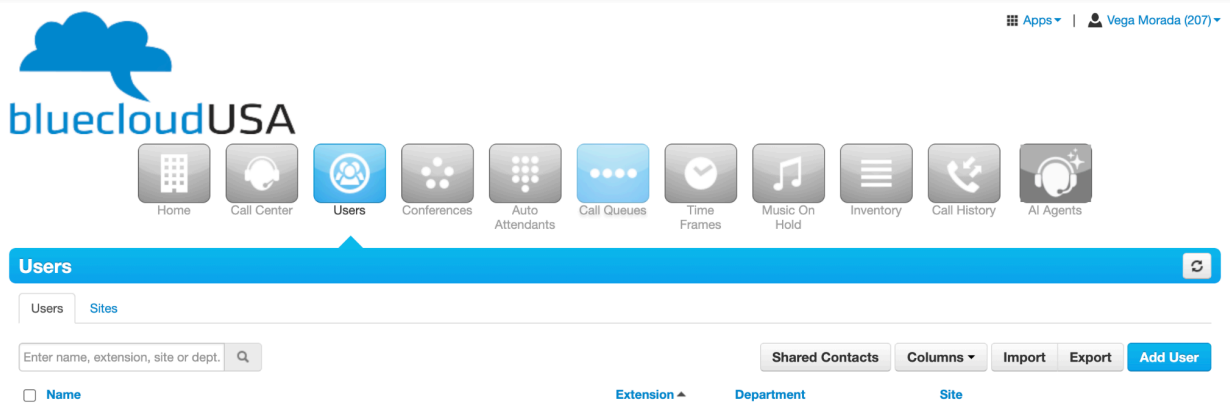 Apps | Vega Morada (207)
bluecloudUSA
Home Call Center Users Conferences Auto Attendants Call Queues Time Frames Music On Hold Inventory Call History AI Agents
Users
Users Sites
Enter name, extension, site or dept. Shared Contacts Columns Import Export Add User
Name Extension Department Site